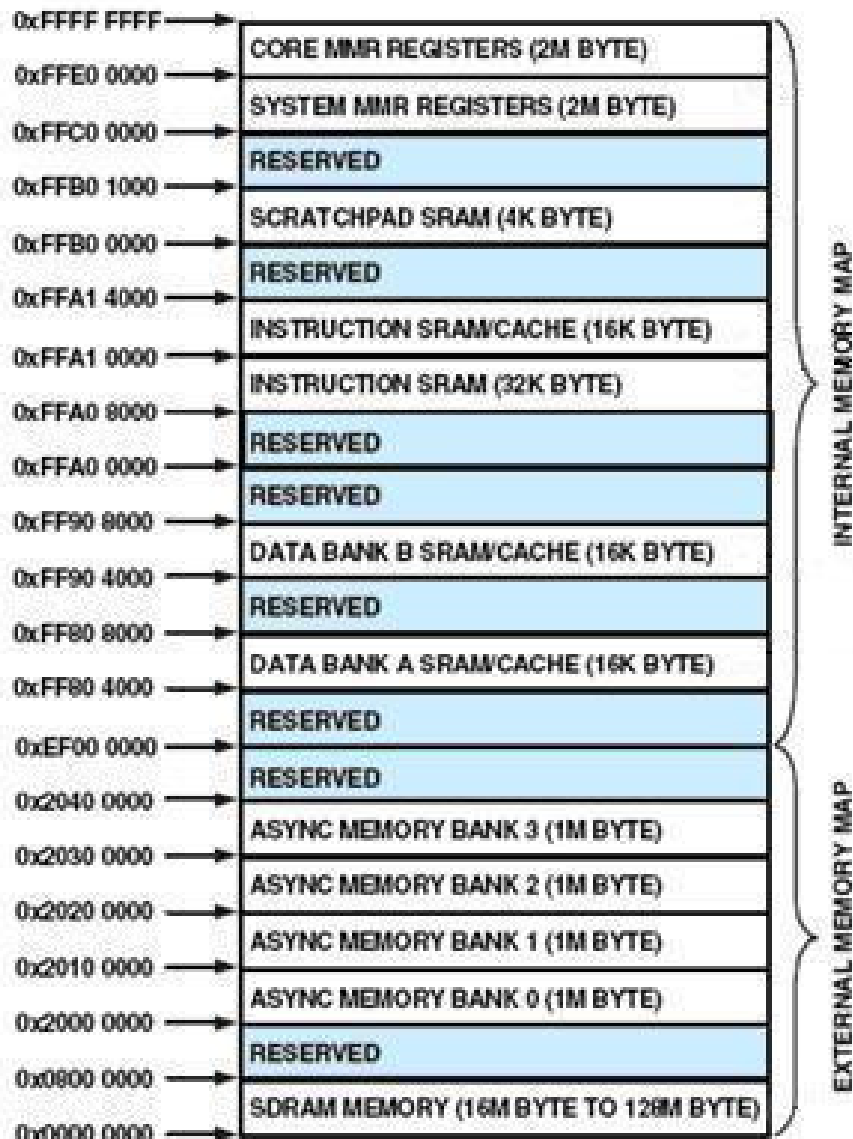 0xFFFF FFFF
CORE MMR REGISTERS (2M BYTE)
0xFFE0 0000
SYSTEM MMR REGISTERS (2M BYTE)
0xFFC0 0000
RESERVED
0xFFB0 1000
SCRATCHPAD SRAM (4K BYTE)
0xFFB0 0000
RESERVED
0xFFA1 4000
INSTRUCTION SRAM/CACHE (16K BYTE)
0xFFA1 0000
INSTRUCTION SRAM (32K BYTE)
0xFFA0 8000
RESERVED
0xFFA0 0000
RESERVED
0xFF90 8000
DATA BANK B SRAM/CACHE (16K BYTE)
0xFF90 4000
RESERVED
0xFF80 8000
DATA BANK A SRAM/CACHE (16K BYTE)
0xFF80 4000
RESERVED
0xEF00 0000
RESERVED
0x2040 0000
ASYNC MEMORY BANK 3 (1M BYTE)
0x2030 0000
ASYNC MEMORY BANK 2 (1M BYTE)
0x2020 0000
ASYNC MEMORY BANK 1 (1M BYTE)
0x2010 0000
ASYNC MEMORY BANK 0 (1M BYTE)
0x2000 0000
RESERVED
0x0800 0000
SDRAM MEMORY (16M BYTE TO 128M BYTE)
0x0000 0000
INTERNAL MEMORY MAP
EXTERNAL MEMORY MAP